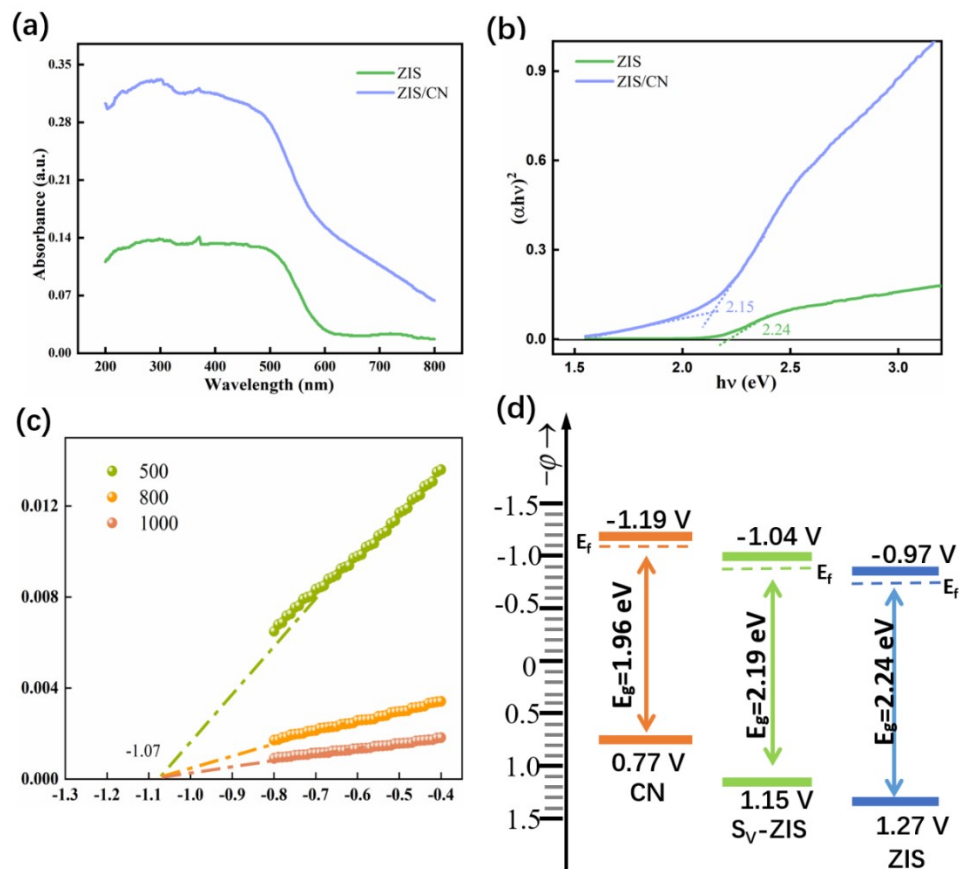 (a)
ZIS
ZIS/CN
0.35
0.28
0.21
0.14
0.07
0.00
Absorbance (a.u.)
200 300 400 500 600 700 800
Wavelength (nm)
(b)
ZIS
ZIS/CN
0.9
0.6
0.3
0.0
(αhν)²
2.15
2.24
1.5 2.0 2.5 3.0
hν (eV)
(c)
500
800
1000
0.012
0.008
0.004
0.000
-1.07
-1.3 -1.2 -1.1 -1.0 -0.9 -0.8 -0.7 -0.6 -0.5 -0.4
(d)
-φ→
-1.5
-1.0
-0.5
0
0.5
1.0
1.5
-1.19 V
E_f
E_g=1.96 eV
0.77 V
CN
-1.04 V
E_f
E_g=2.19 eV
1.15 V
S_V-ZIS
-0.97 V
E_f
E_g=2.24 eV
1.27 V
ZIS